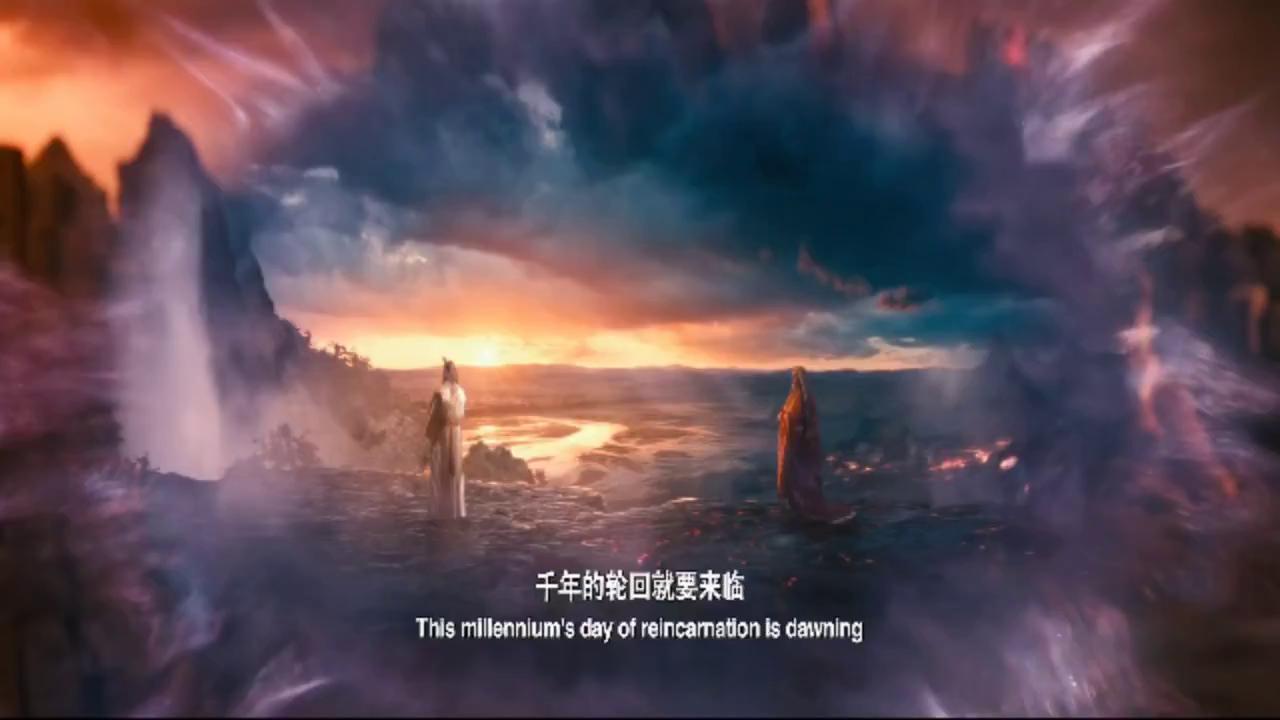 千年的轮回就要来临
This millennium's day of reincarnation is dawning